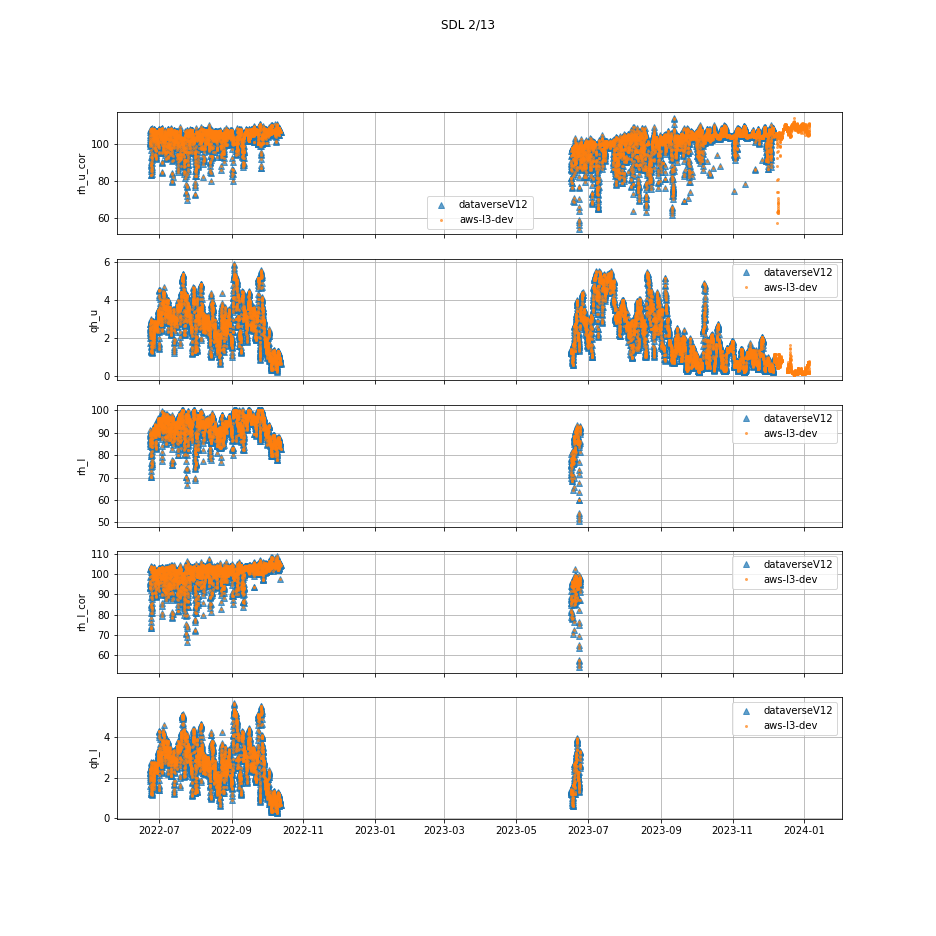 SDL 2/13
100
80
60
rh_u_cor
dataverseV12
aws-l3-dev
6
4
2
0
qh_u
dataverseV12
aws-l3-dev
100
90
80
70
60
50
rh_l
dataverseV12
aws-l3-dev
110
100
90
80
70
60
rh_l_cor
dataverseV12
aws-l3-dev
4
2
0
qh_l
dataverseV12
aws-l3-dev
2022-07 2022-09 2022-11 2023-01 2023-03 2023-05 2023-07 2023-09 2023-11 2024-01